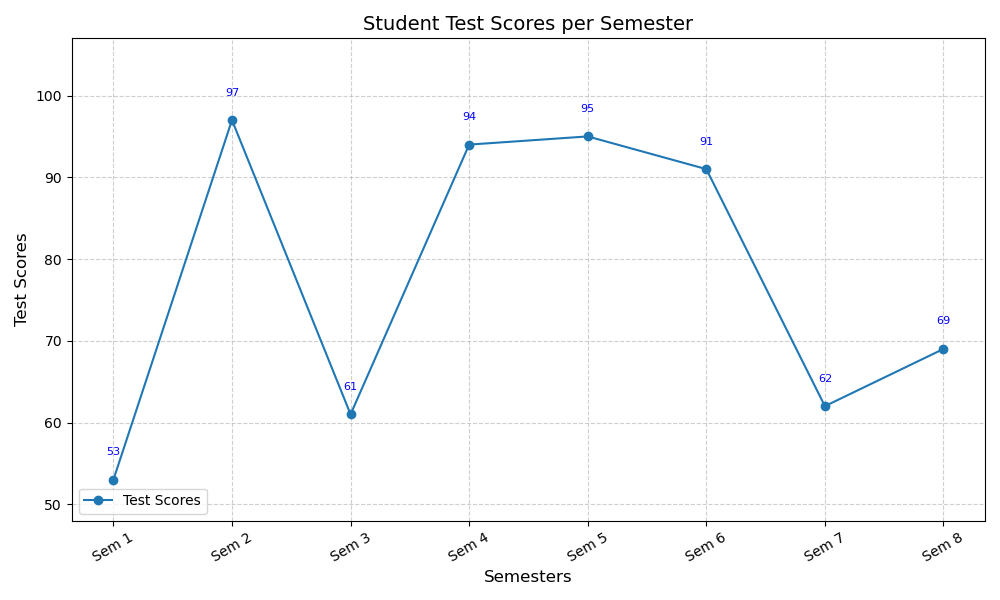 Student Test Scores per Semester
Test Scores
100
90
80
70
60
50
53
97
61
94
95
91
62
69
Test Scores
Sem 1
Sem 2
Sem 3
Sem 4
Sem 5
Sem 6
Sem 7
Sem 8
Semesters